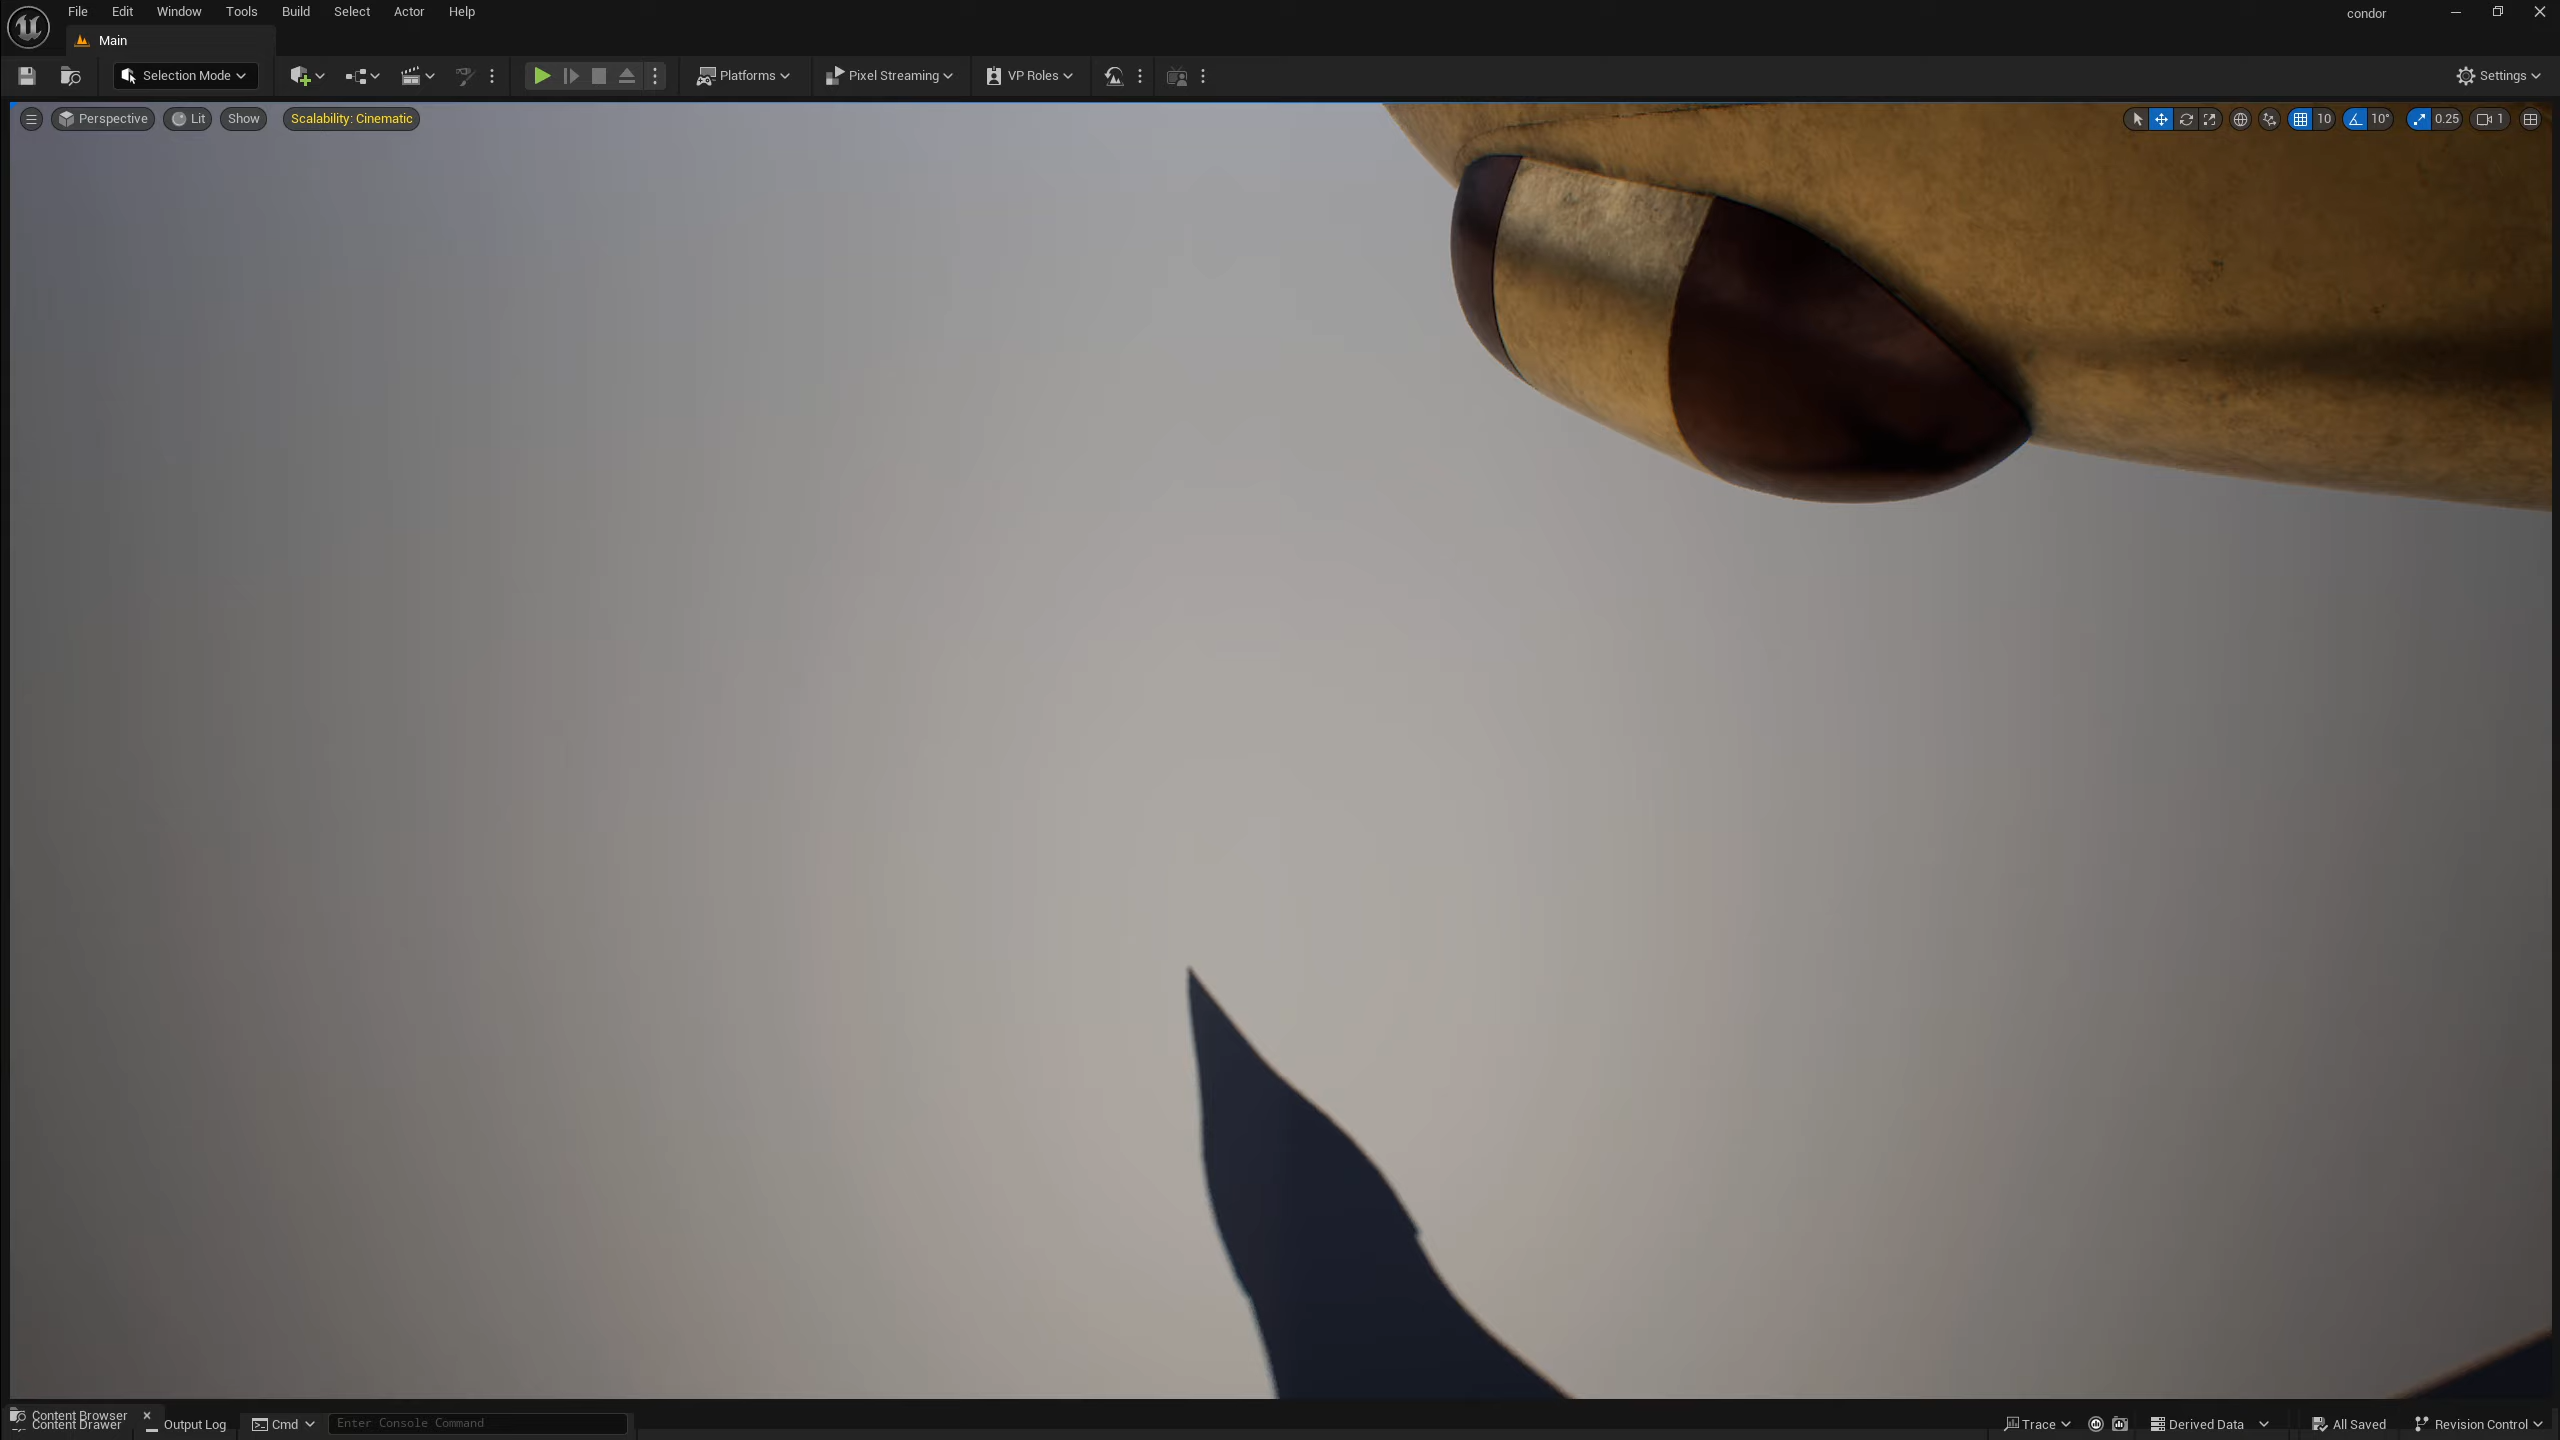 File Edit Window Tools Build Select Actor Help
condor
Main
Selection Mode
Platforms
Pixel Streaming
VP Roles
Settings
Perspective
Lit
Show
Scalability: Cinematic
10
10°
0.25
1
Content Browser
Content Drawer
Output Log
Cmd
Enter Console Command
Trace
Derived Data
All Saved
Revision Control